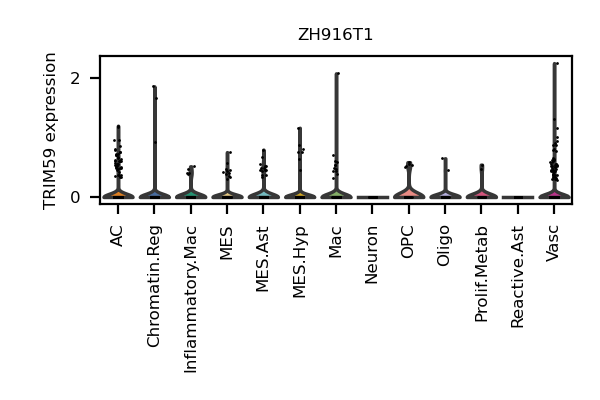 ZH916T1
TRIM59 expression
2
0
AC
Chromatin.Reg
Inflammatory.Mac
MES
MES.Ast
MES.Hyp
Mac
Neuron
OPC
Oligo
Prolif.Metab
Reactive.Ast
Vasc